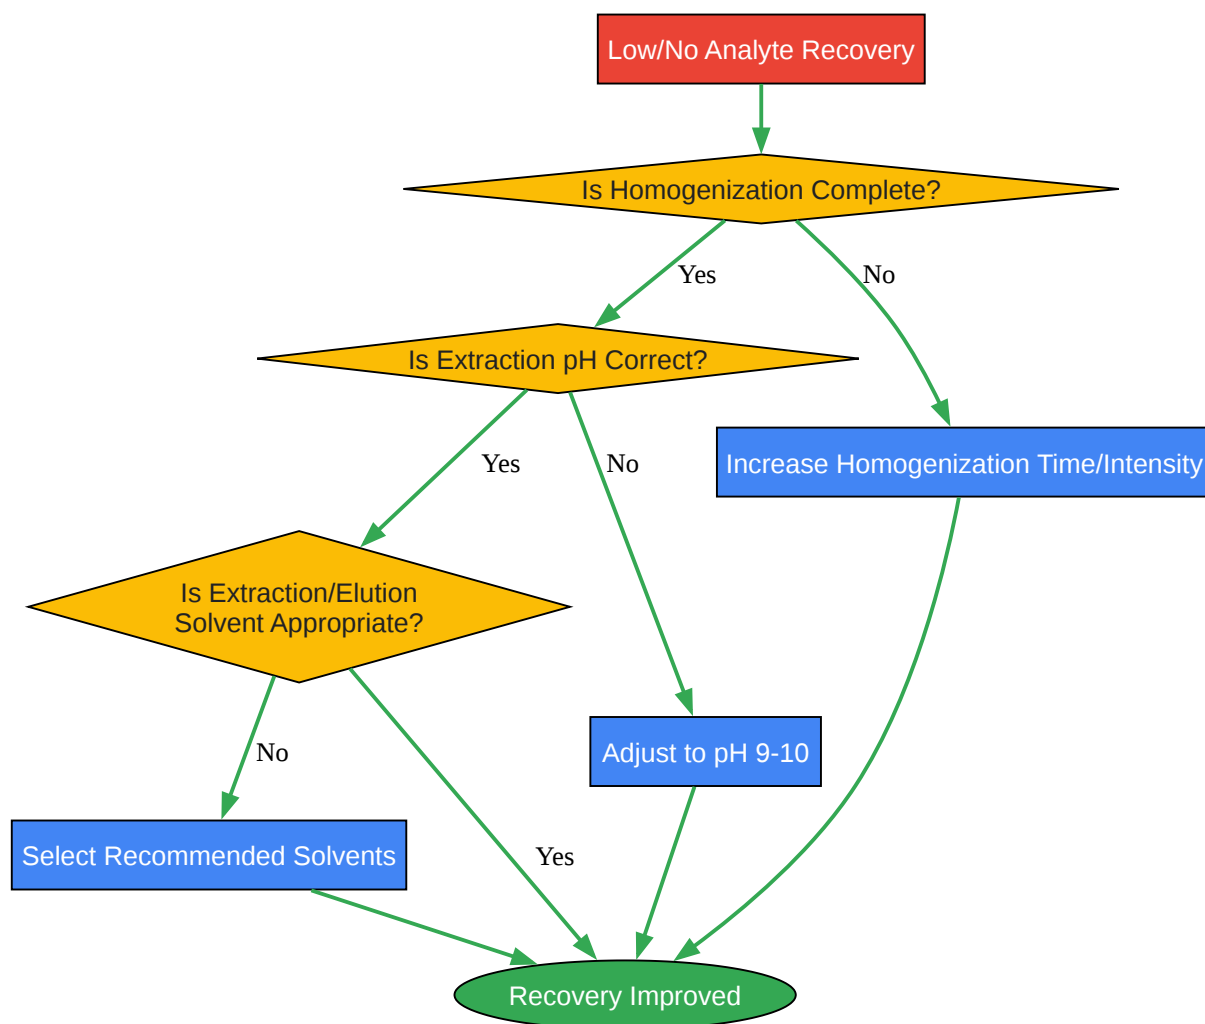 Low/No Analyte Recovery
Is Homogenization Complete?
Yes
No
Is Extraction pH Correct?
Yes
No
Increase Homogenization Time/Intensity
Is Extraction/Elution
Solvent Appropriate?
No
Adjust to pH 9-10
Select Recommended Solvents
Yes
Recovery Improved